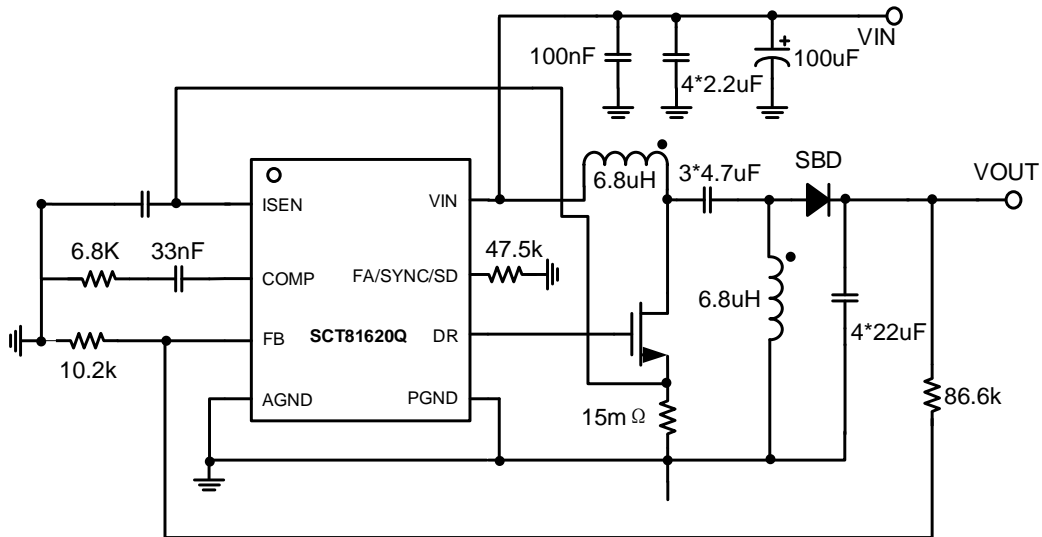 VIN
100nF
4*2.2uF
+
100uF
6.8uH
3*4.7uF
SBD
VOUT
ISEN
VIN
6.8K
33nF
COMP
FA/SYNC/SD
47.5k
6.8uH
4*22uF
10.2k
FB
SCT81620Q
DR
AGND
PGND
15mΩ
86.6k